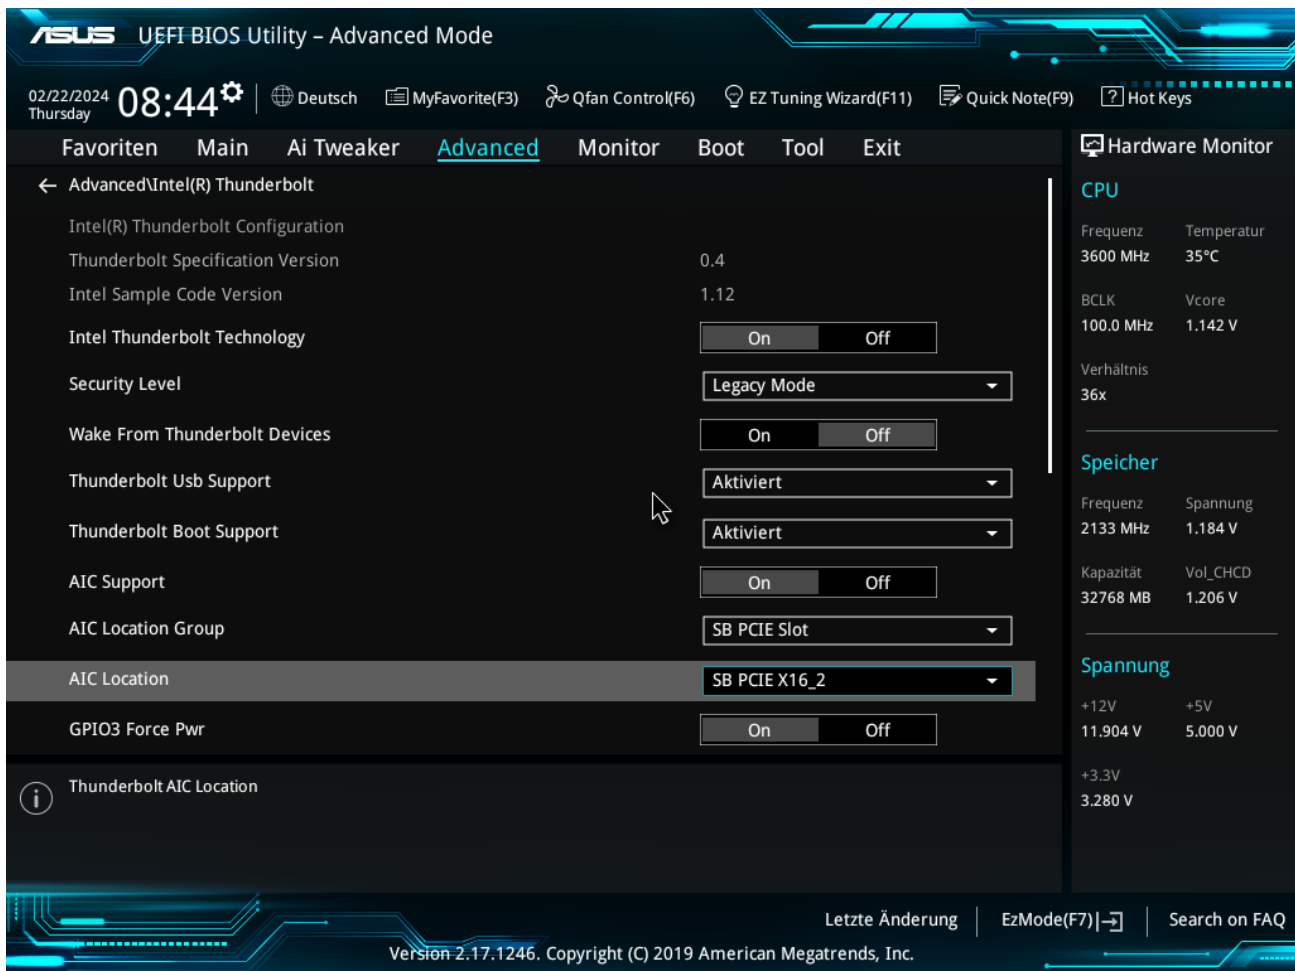 ASUS UEFI BIOS Utility – Advanced Mode
02/22/2024 Thursday 08:44 Deutsch MyFavorite(F3) Qfan Control(F6) EZ Tuning Wizard(F11) Quick Note(F9) ? Hot Keys
Favoriten Main Ai Tweaker Advanced Monitor Boot Tool Exit
Advanced\Intel(R) Thunderbolt
Intel(R) Thunderbolt Configuration
Thunderbolt Specification Version 0.4
Intel Sample Code Version 1.12
Intel Thunderbolt Technology On Off
Security Level Legacy Mode
Wake From Thunderbolt Devices On Off
Thunderbolt Usb Support Aktiviert
Thunderbolt Boot Support Aktiviert
AIC Support On Off
AIC Location Group SB PCIE Slot
AIC Location SB PCIE X16_2
GPIO3 Force Pwr On Off
Thunderbolt AIC Location
Hardware Monitor
CPU
Frequenz Temperatur
3600 MHz 35°C
BCLK Vcore
100.0 MHz 1.142 V
Verhältnis
36x
Speicher
Frequenz Spannung
2133 MHz 1.184 V
Kapazität Vol_CHCD
32768 MB 1.206 V
Spannung
+12V +5V
11.904 V 5.000 V
+3.3V
3.280 V
Letzte Änderung EzMode(F7) Search on FAQ
Version 2.17.1246. Copyright (C) 2019 American Megatrends, Inc.